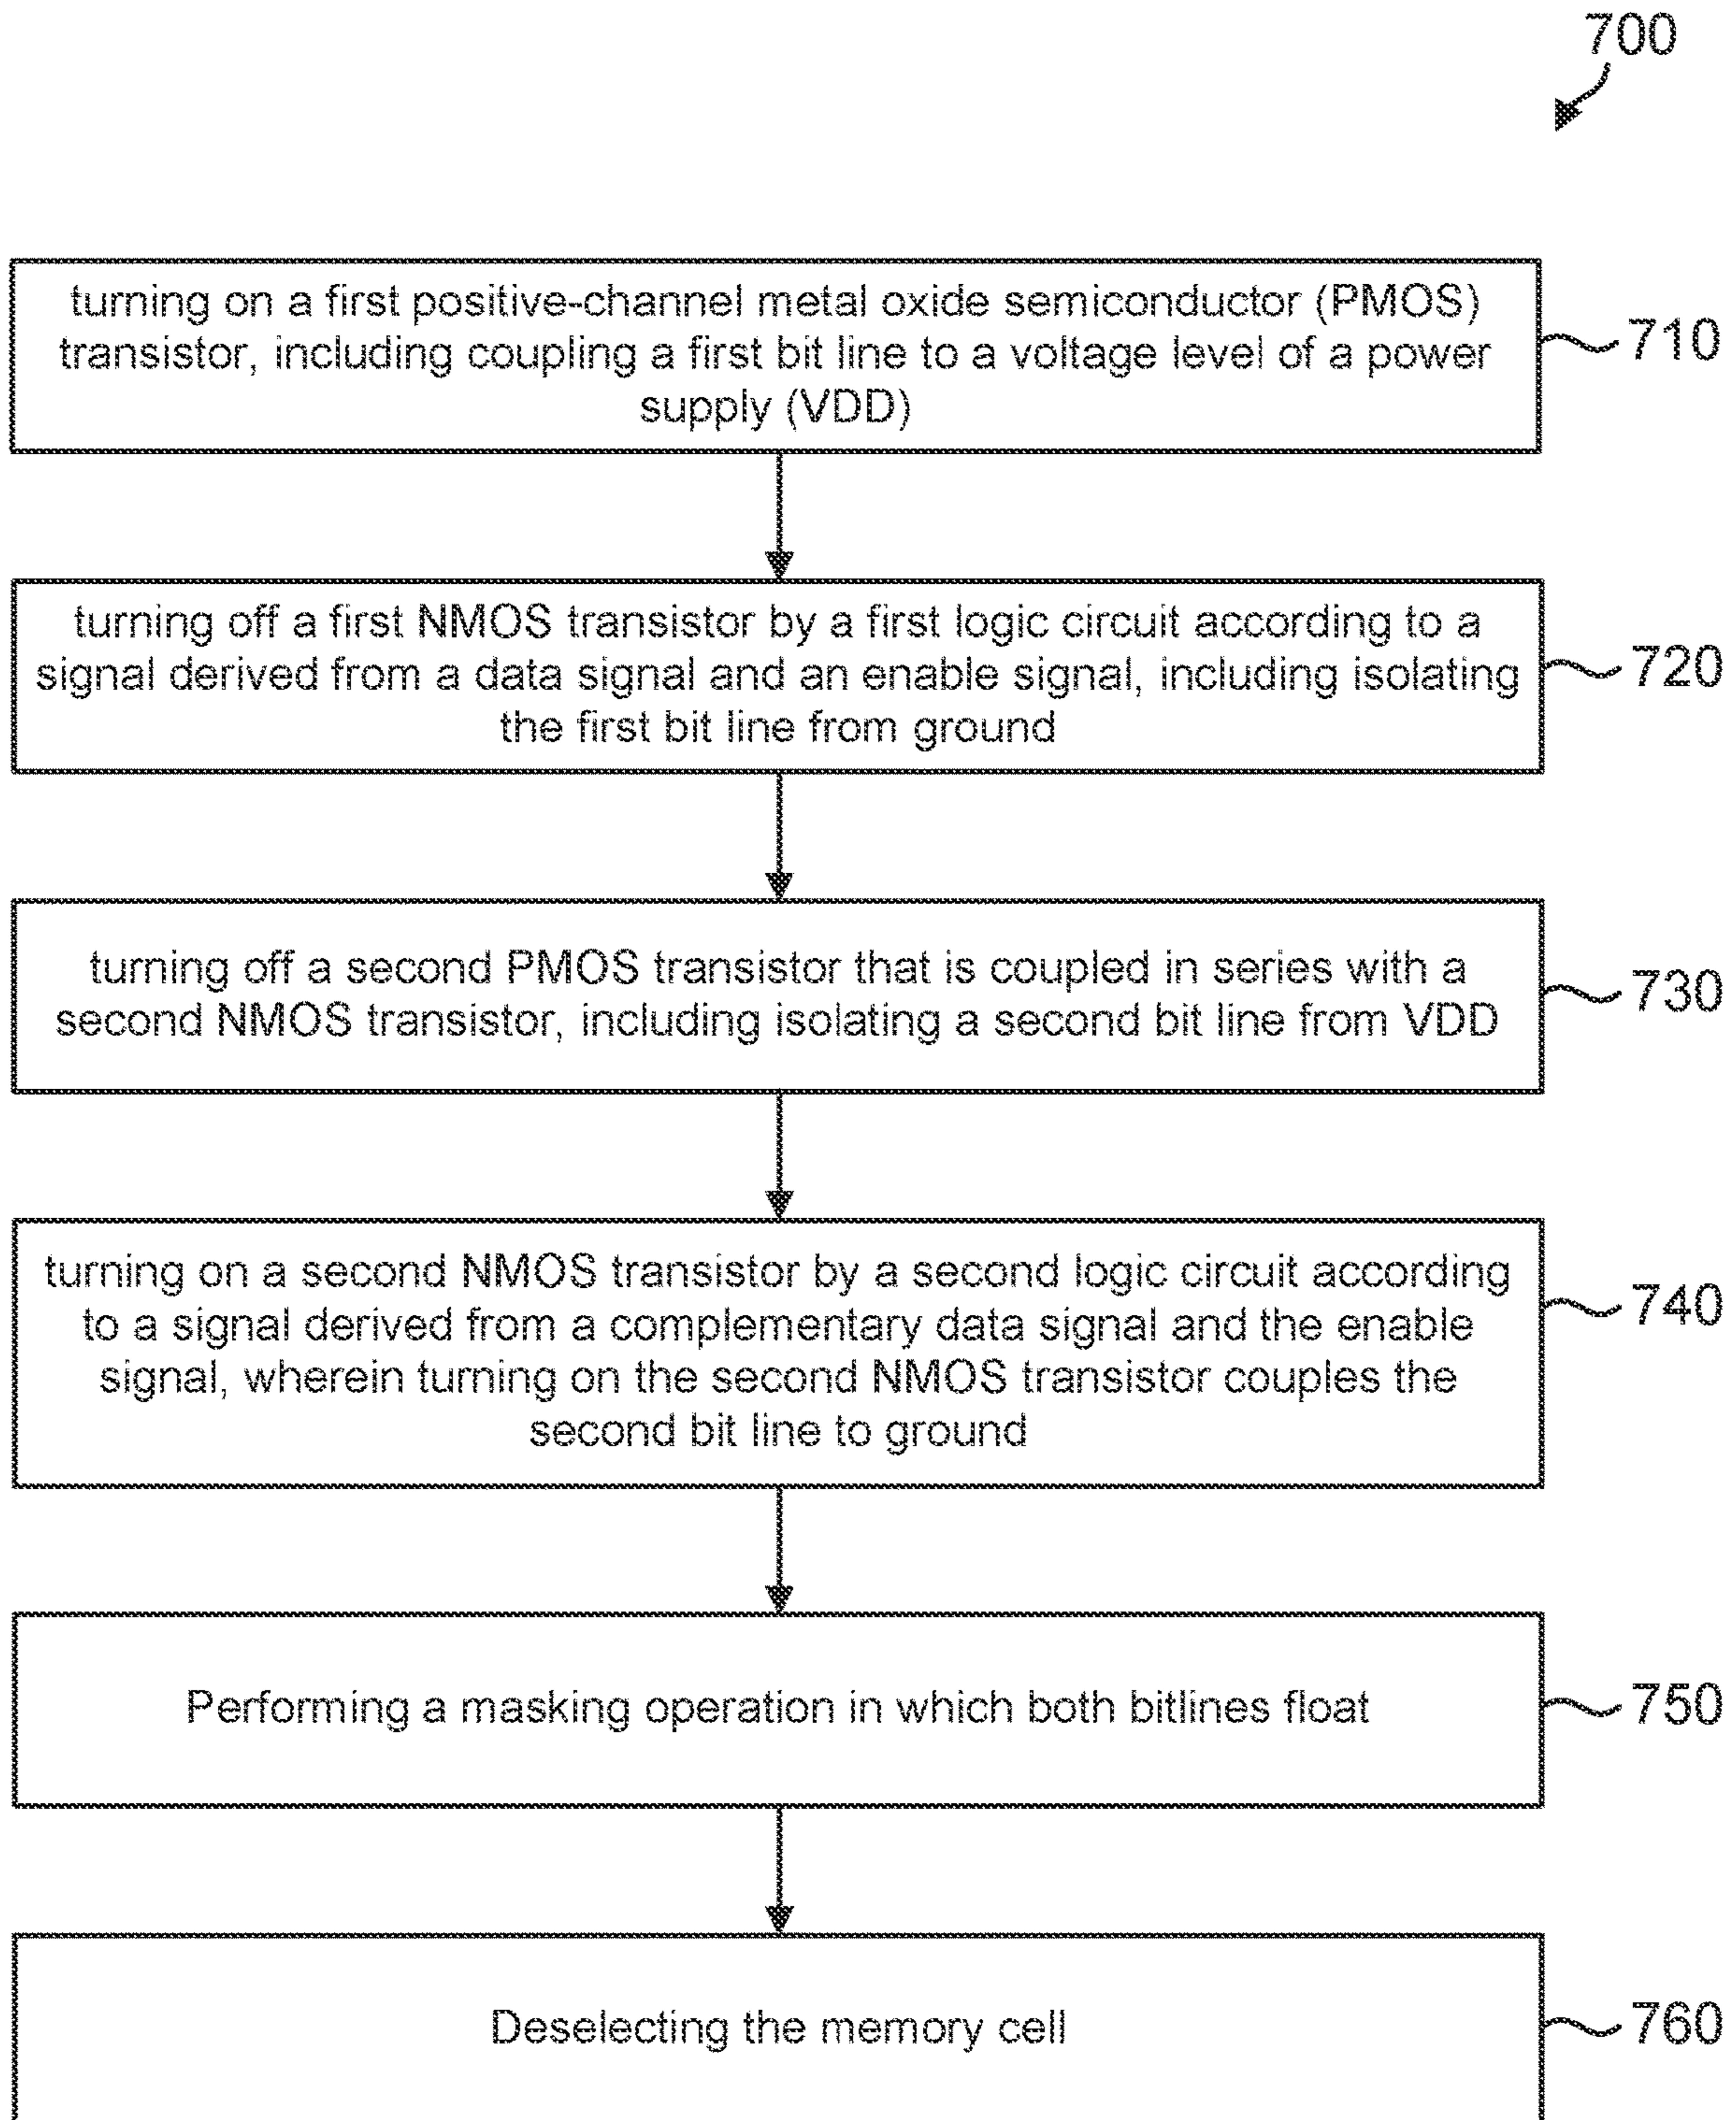 700
turning on a first positive-channel metal oxide semiconductor (PMOS)
transistor, including coupling a first bit line to a voltage level of a power
supply (VDD)
710
turning off a first NMOS transistor by a first logic circuit according to a
signal derived from a data signal and an enable signal, including isolating
the first bit line from ground
720
turning off a second PMOS transistor that is coupled in series with a
second NMOS transistor, including isolating a second bit line from VDD
730
turning on a second NMOS transistor by a second logic circuit according
to a signal derived from a complementary data signal and the enable
signal, wherein turning on the second NMOS transistor couples the
second bit line to ground
740
Performing a masking operation in which both bitlines float
750
Deselecting the memory cell
760